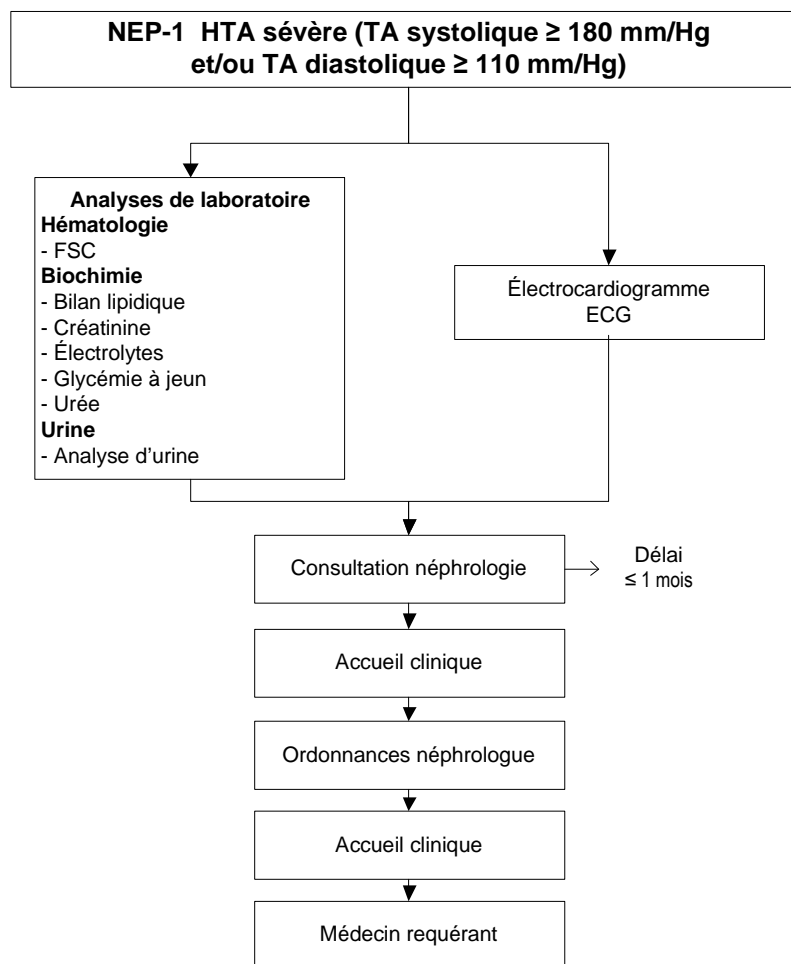 NEP-1 HTA sévère (TA systolique ≥ 180 mm/Hg
et/ou TA diastolique ≥ 110 mm/Hg)
Analyses de laboratoire
Hématologie
- FSC
Biochimie
- Bilan lipidique
- Créatinine
- Électrolytes
- Glycémie à jeun
- Urée
Urine
- Analyse d'urine
Électrocardiogramme
ECG
Consultation néphrologie
Délai
≤ 1 mois
Accueil clinique
Ordonnances néphrologue
Accueil clinique
Médecin requérant